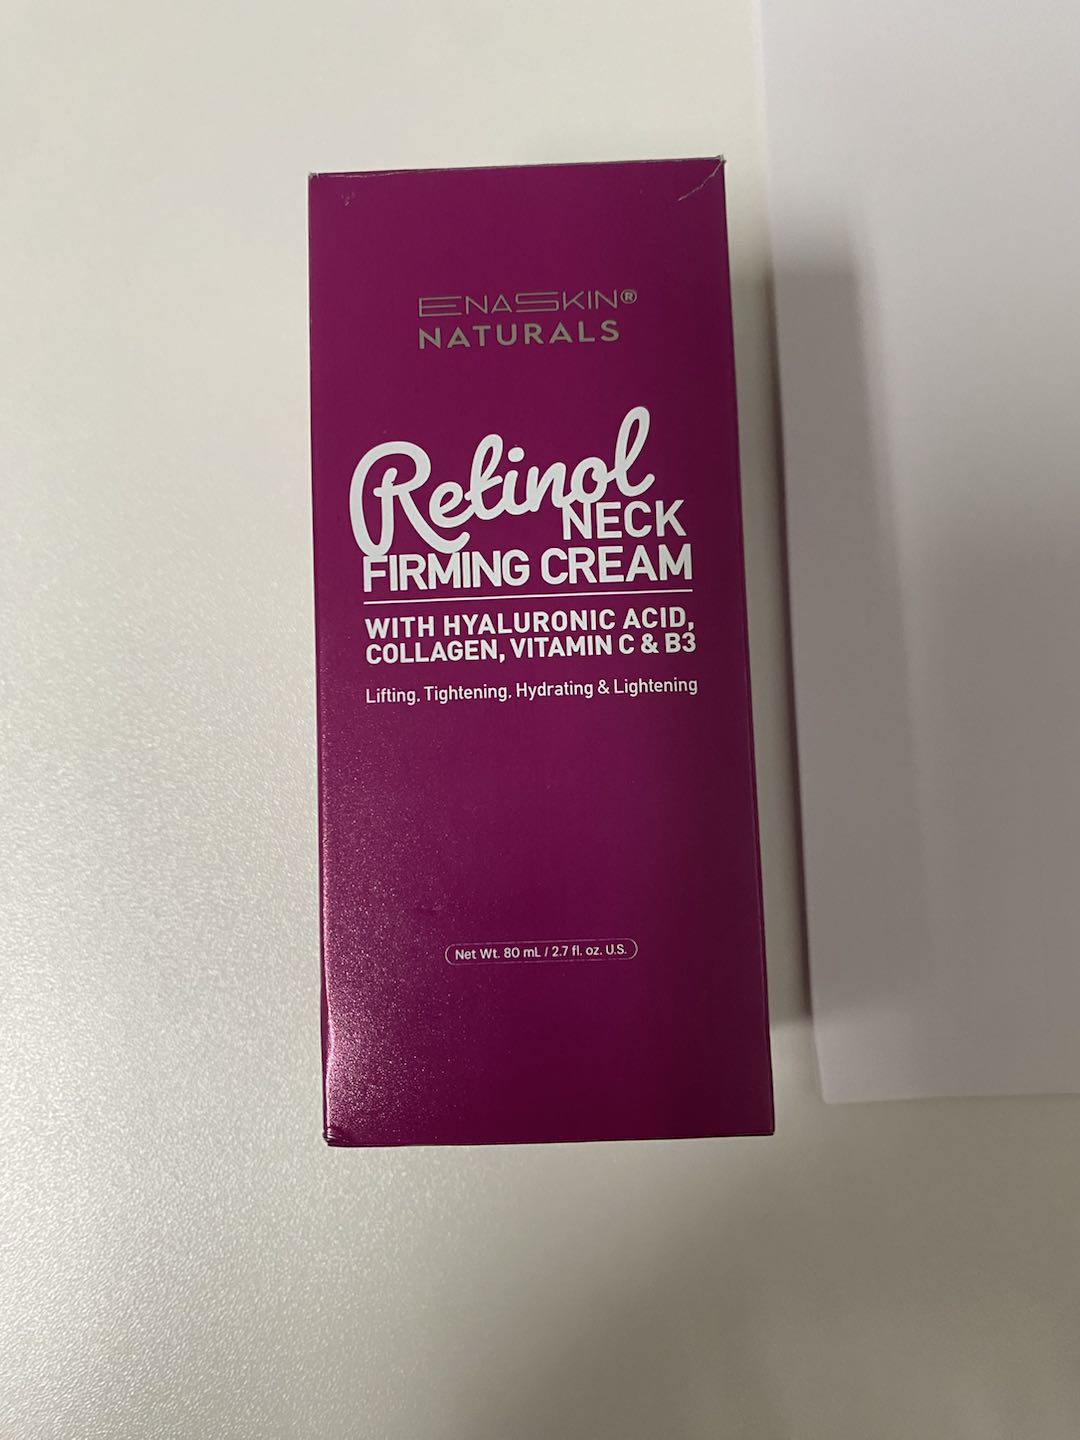 ENASKIN®
NATURALS
Retinol
NECK
FIRMING CREAM
WITH HYALURONIC ACID,
COLLAGEN, VITAMIN C & B3
Lifting, Tightening, Hydrating & Lightening
Net Wt. 80 mL / 2.7 fl. oz. U.S.